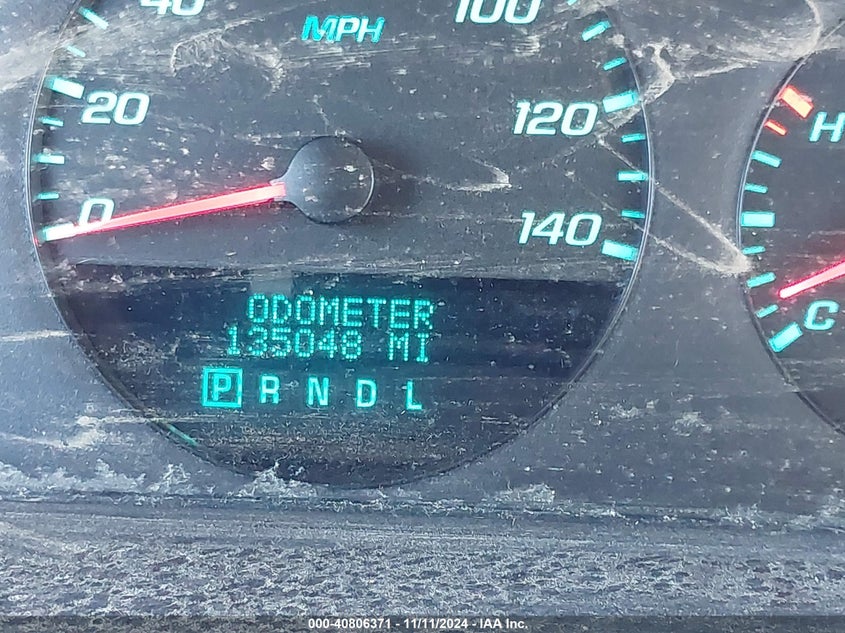 40
MPH
100
20
120
0
140
H
C
ODOMETER
135048 MI
P R N D L
000-40806371 - 11/11/2024 - IAA Inc.